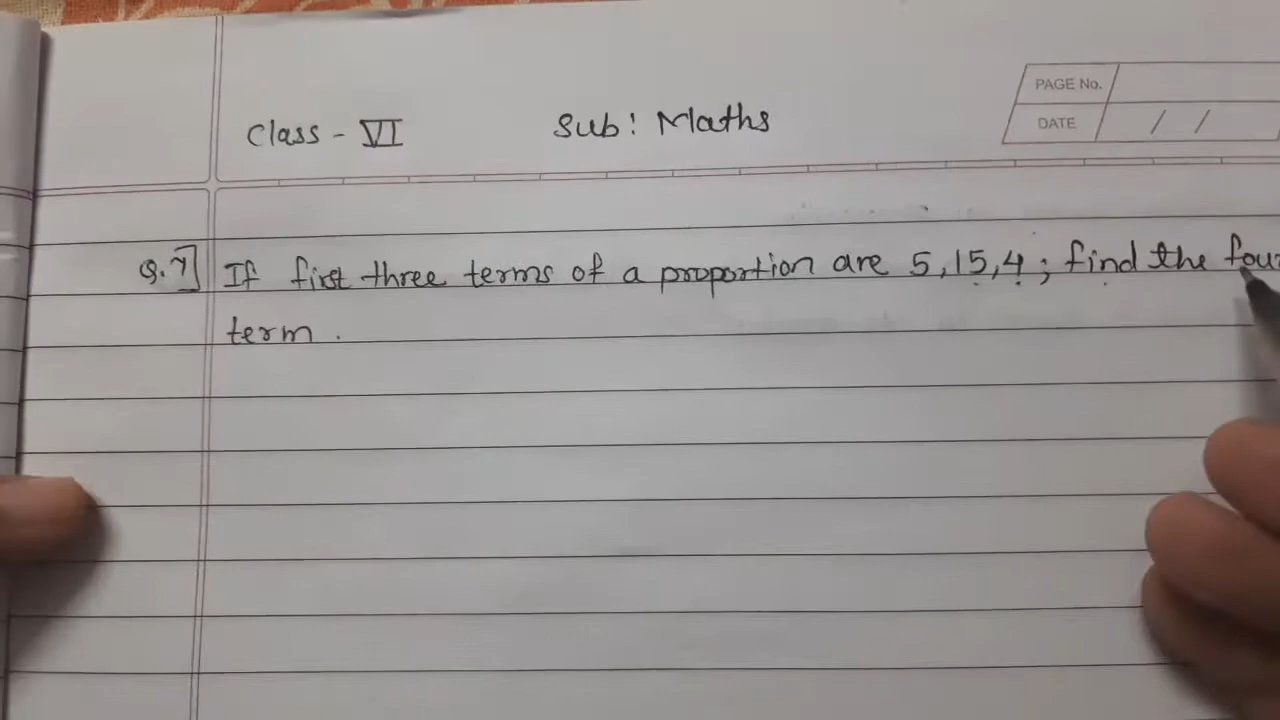 PAGE No.
Class - VI Sub: Maths
DATE / /
Q.7] If first three terms of a proportion are 5, 15, 4; find the four
term.